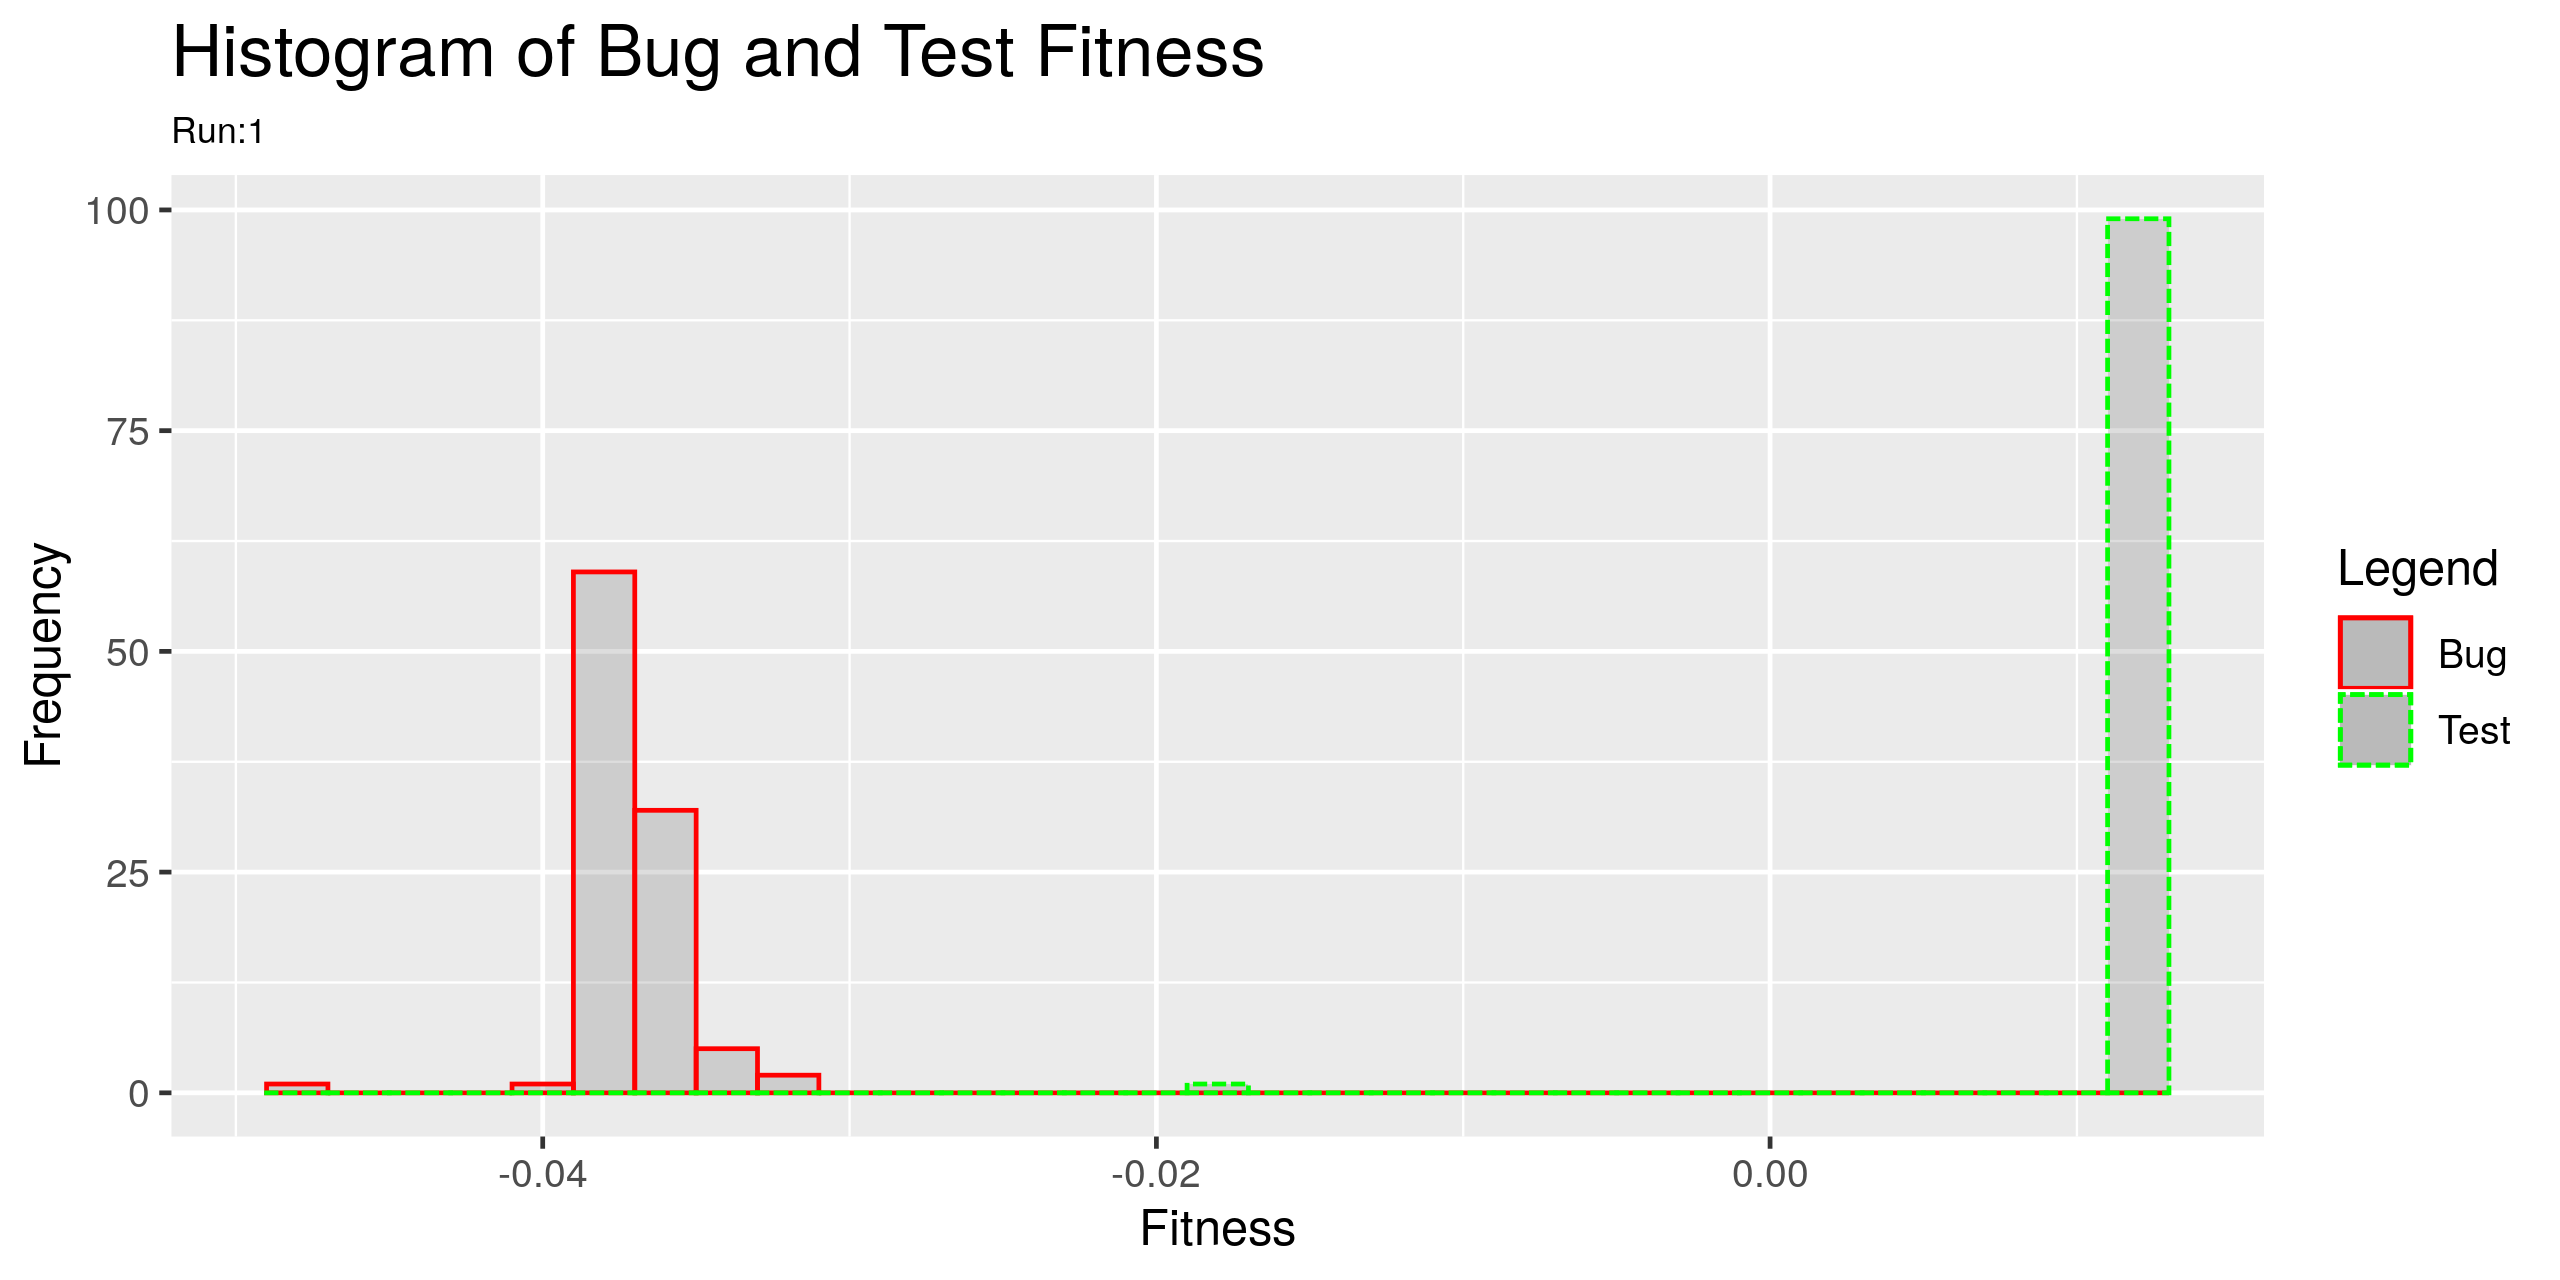 Histogram of Bug and Test Fitness
Run:1
100
75
50
25
0
Frequency
-0.04
-0.02
0.00
Fitness
Legend
Bug
Test